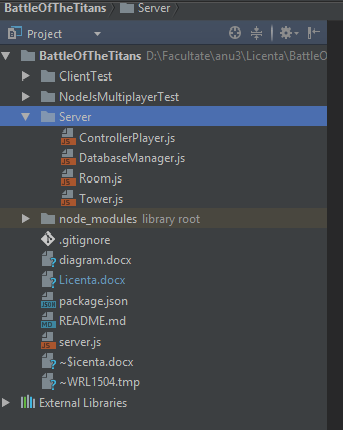 BattleOfTheTitans Server
Project
BattleOfTheTitans D:\Facultate\anu3\Licenta\BattleO
ClientTest
NodeJsMultiplayerTest
Server
ControllerPlayer.js
DatabaseManager.js
Room.js
Tower.js
node_modules library root
.gitignore
diagram.docx
Licenta.docx
package.json
README.md
server.js
~$icenta.docx
~WRL1504.tmp
External Libraries